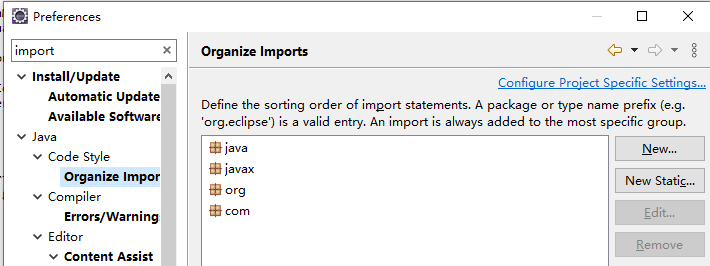 Preferences
import
Organize Imports
Install/Update
Automatic Update
Available Software
Java
Code Style
Organize Impor
Compiler
Errors/Warning
Editor
Content Assist
Configure Project Specific Settings...
Define the sorting order of import statements. A package or type name prefix (e.g.
'org.eclipse') is a valid entry. An import is always added to the most specific group.
java
javax
org
com
New...
New Static...
Edit...
Remove